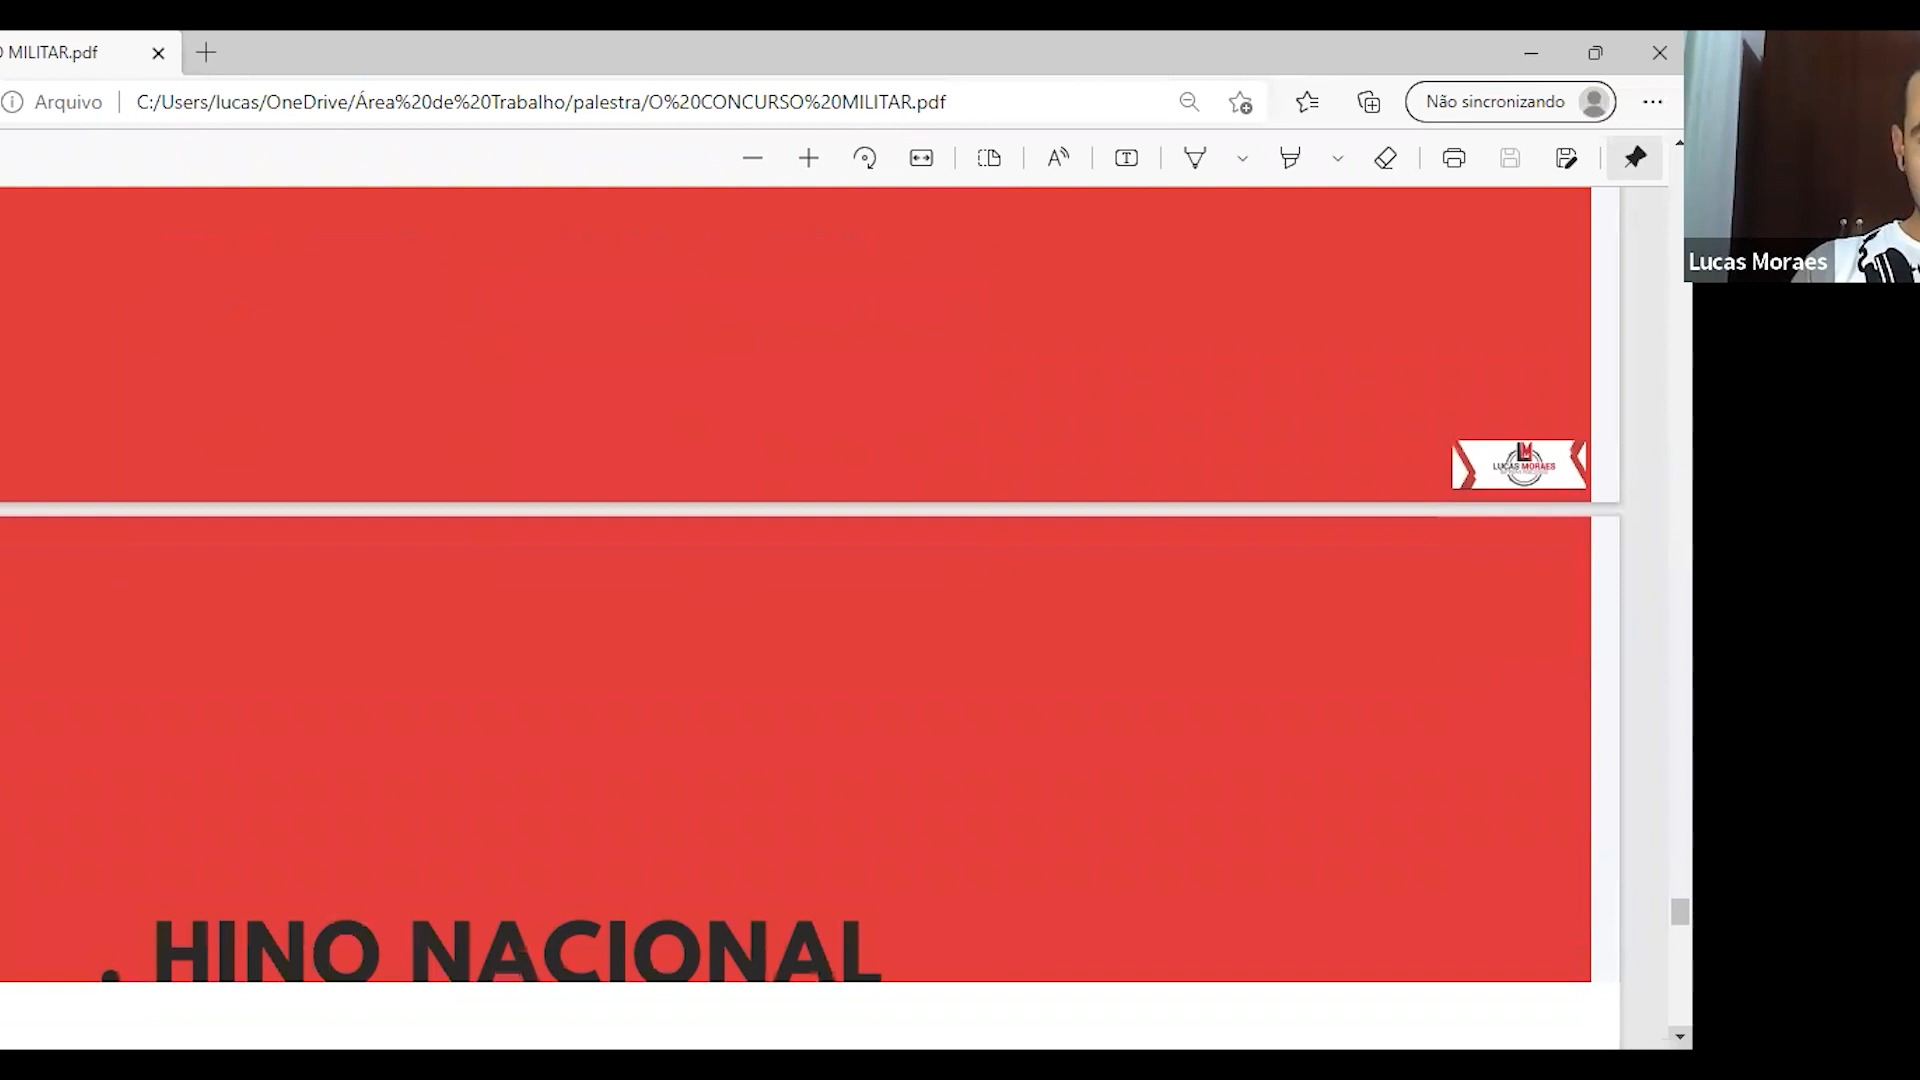 O MILITAR.pdf
Arquivo
C:/Users/lucas/OneDrive/Área%20de%20Trabalho/palestra/O%20CONCURSO%20MILITAR.pdf
Não sincronizando
Lucas Moraes
LM
LUCAS MORAES
. HINO NACIONAL